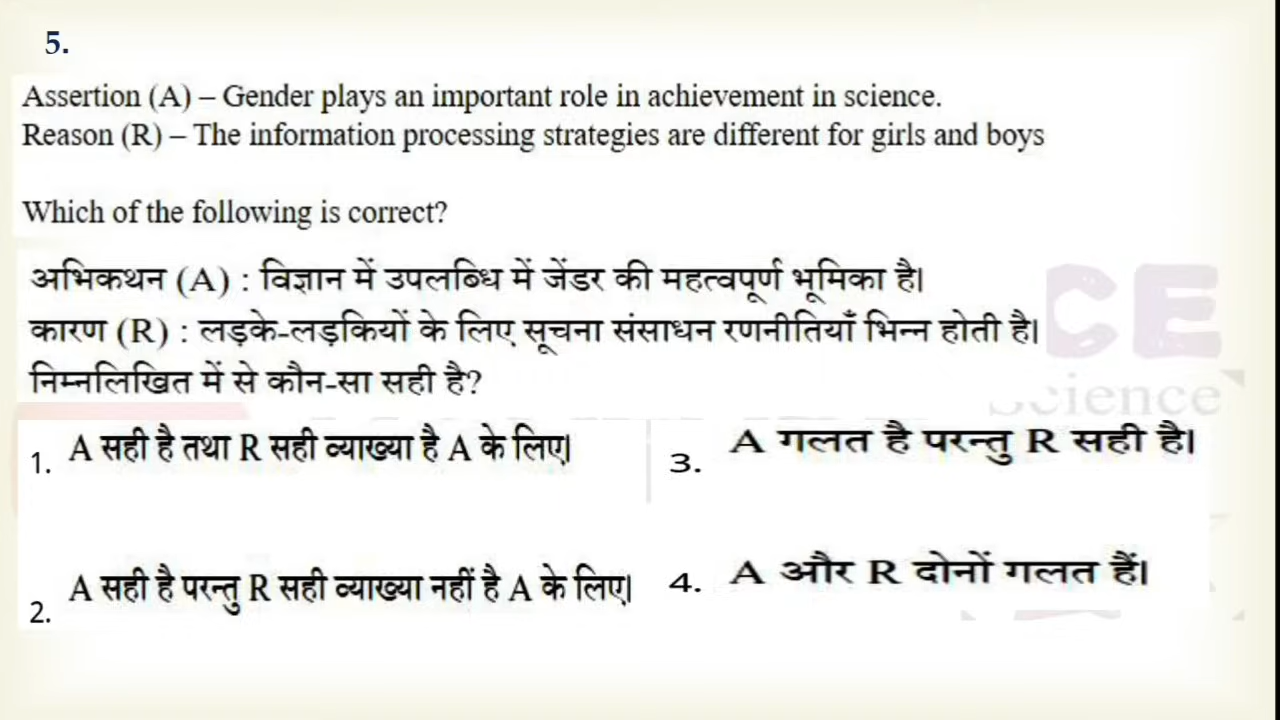 5.
Assertion (A) – Gender plays an important role in achievement in science.
Reason (R) – The information processing strategies are different for girls and boys
Which of the following is correct?
अभिकथन (A) : विज्ञान में उपलब्धि में जेंडर की महत्वपूर्ण भूमिका है।
कारण (R) : लड़के-लड़कियों के लिए सूचना संसाधन रणनीतियाँ भिन्न होती है।
निम्नलिखित में से कौन-सा सही है?
CE
Science
1. A सही है तथा R सही व्याख्या है A के लिए।
2. A सही है परन्तु R सही व्याख्या नहीं है A के लिए।
3. A गलत है परन्तु R सही है।
4. A और R दोनों गलत हैं।